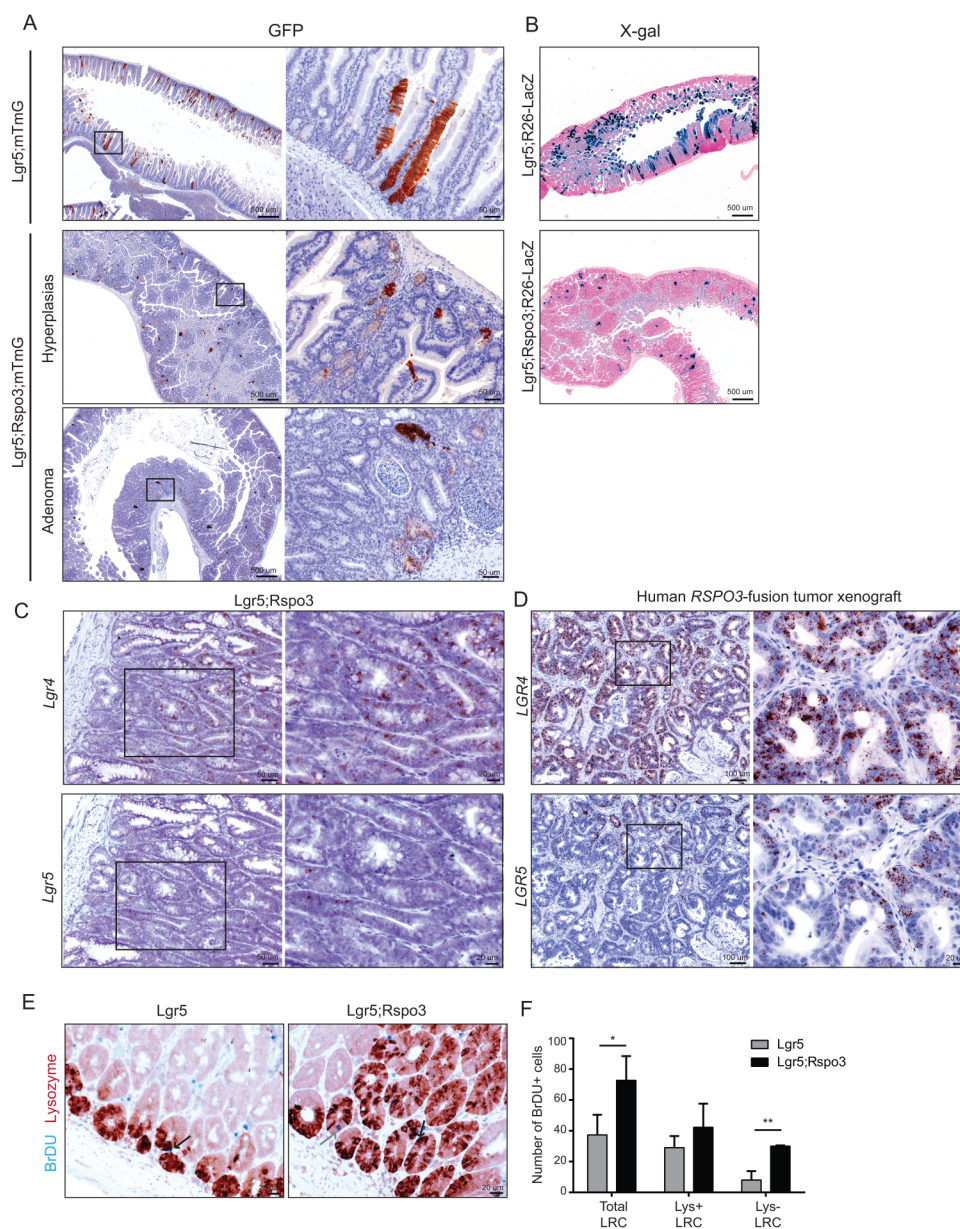 A
GFP
B
X-gal
Lgr5;mTmG
500 um
50 um
Lgr5;R26-LacZ
500 um
Lgr5;Rspo3;mTmG
Hyperplasias
500 um
50 um
Lgr5;Rspo3;R26-LacZ
500 um
Adenoma
500 um
50 um
C
Lgr5;Rspo3
D
Human RSPO3-fusion tumor xenograft
Lgr4
50 um
20 um
LGR4
100 um
Lgr5
50 um
20 um
LGR5
100 um
20 um
E
Lgr5
Lgr5;Rspo3
BrDU Lysozyme
20 um
20 um
F
Number of BrDU+ cells
100
80
60
40
20
0
*
**
Lgr5
Lgr5;Rspo3
Total
LRC
Lys+
LRC
Lys-
LRC